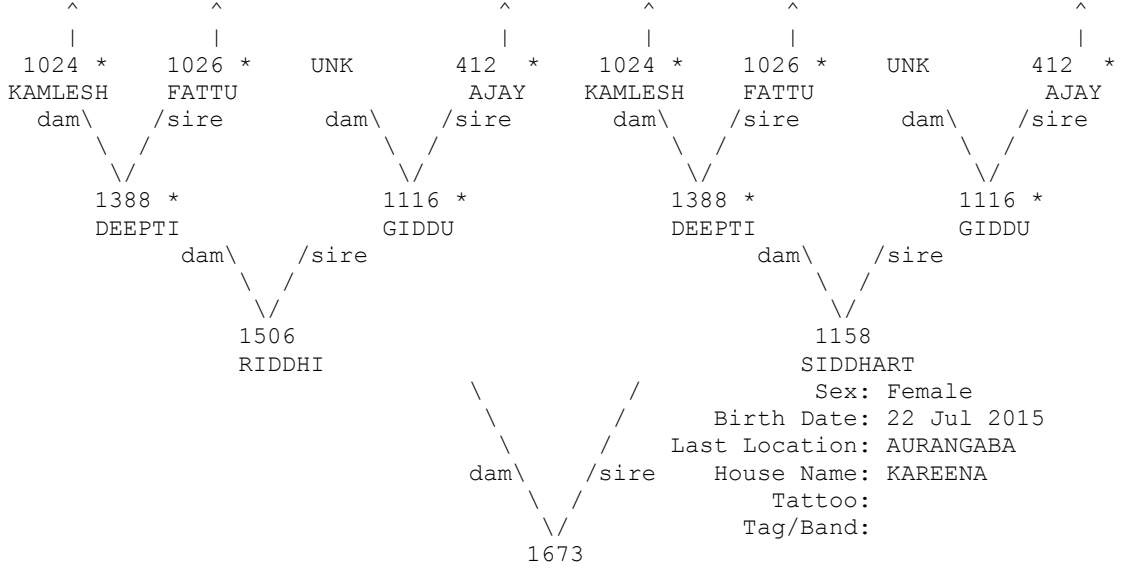 ^ ^ ^ ^ ^ ^
| | | | | |
1024 * 1026 * UNK 412 * 1024 * 1026 * UNK 412 *
KAMLESH FATTU AJAY KAMLESH FATTU AJAY
dam\ /sire dam\ /sire dam\ /sire dam\ /sire
\ / \ / \ / \ /
\/ \/ \/ \/
1388 * 1116 * 1388 * 1116 *
DEEPTI GIDDU DEEPTI GIDDU
dam\ /sire dam\ /sire
\ / \ /
\/ \/
1506 1158
RIDDHI SIDDHART
\ / Sex: Female
\ / Birth Date: 22 Jul 2015
\ / Last Location: AURANGABA
dam\ /sire House Name: KAREENA
\ / Tattoo:
\/ Tag/Band:
1673